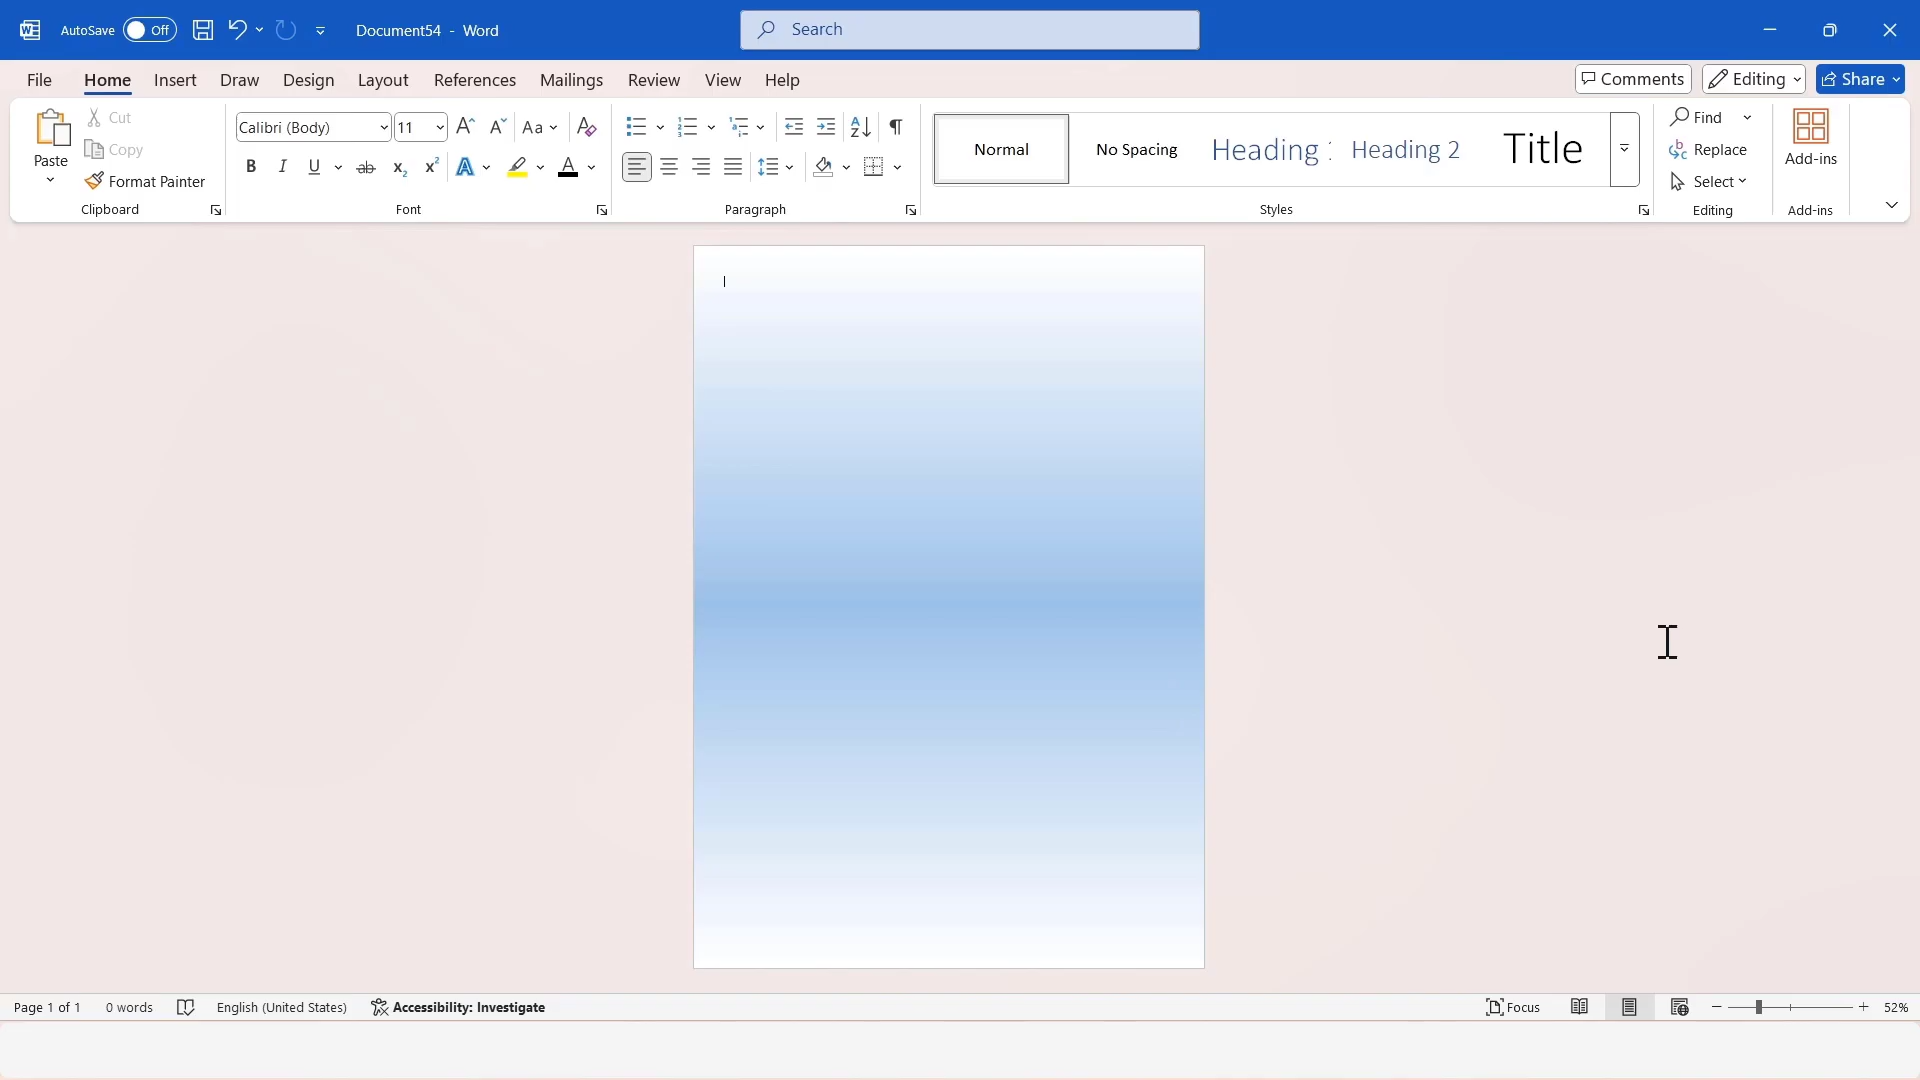 AutoSave Off Document54 - Word Search
File Home Insert Draw Design Layout References Mailings Review View Help Comments Editing Share
Paste Cut Copy Format Painter Clipboard
Calibri (Body) 11 Aa Font
Paragraph
Normal No Spacing Heading 1 Heading 2 Title Styles
Find Replace Select Editing
Add-ins Add-ins
Page 1 of 1 0 words English (United States) Accessibility: Investigate Focus 52%